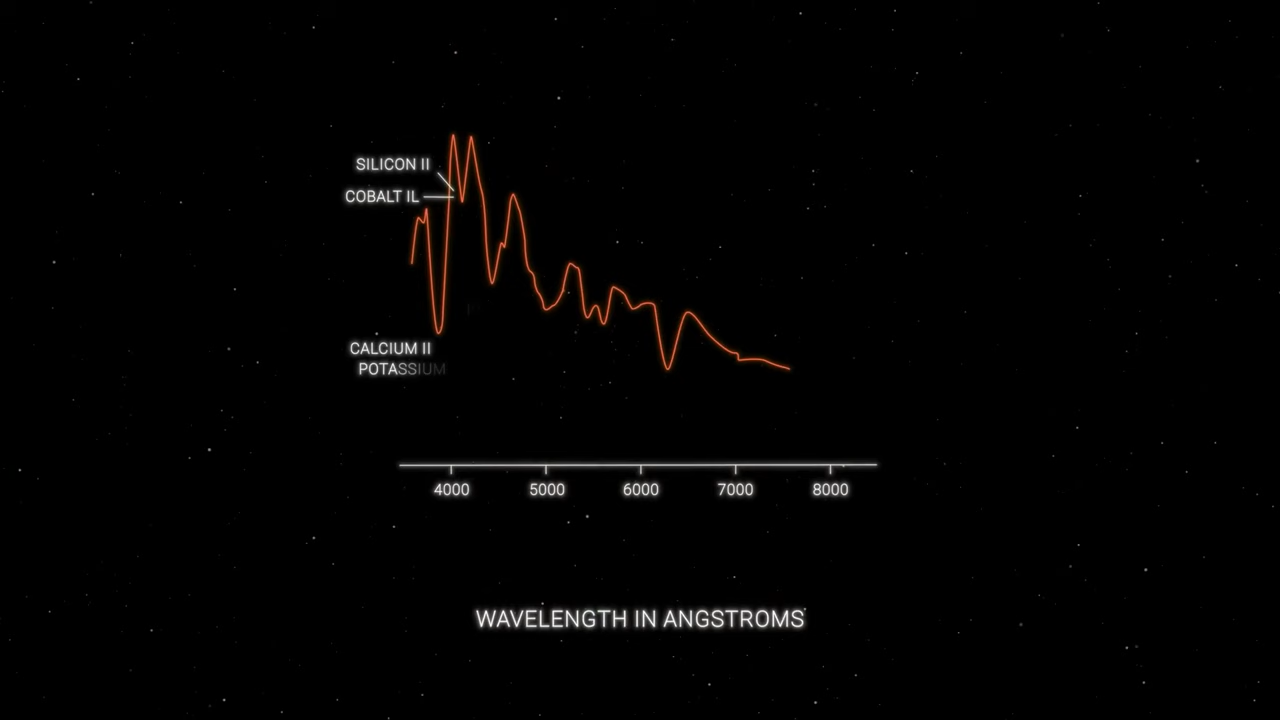 SILICON II
COBALT IL
CALCIUM II
POTASSIUM
4000 5000 6000 7000 8000
WAVELENGTH IN ANGSTROMS